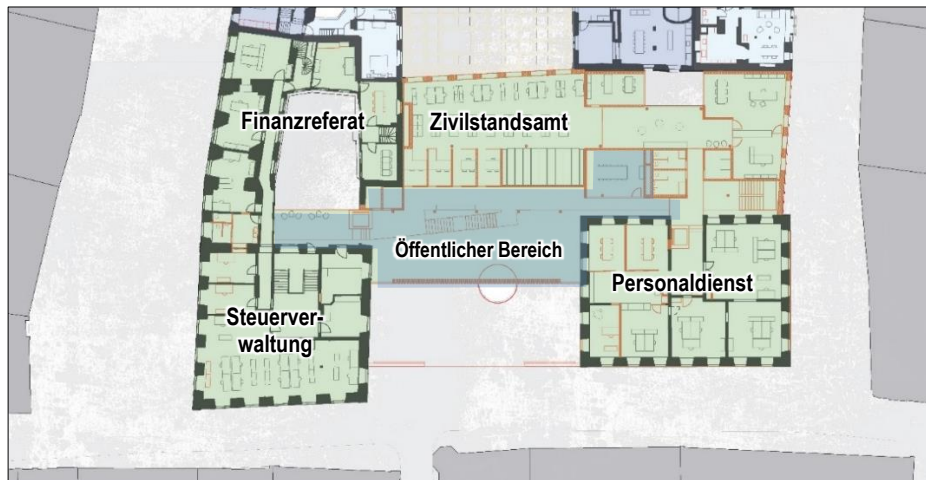 Finanzreferat
Zivilstandsamt
Öffentlicher Bereich
Personaldienst
Steuerver-
waltung